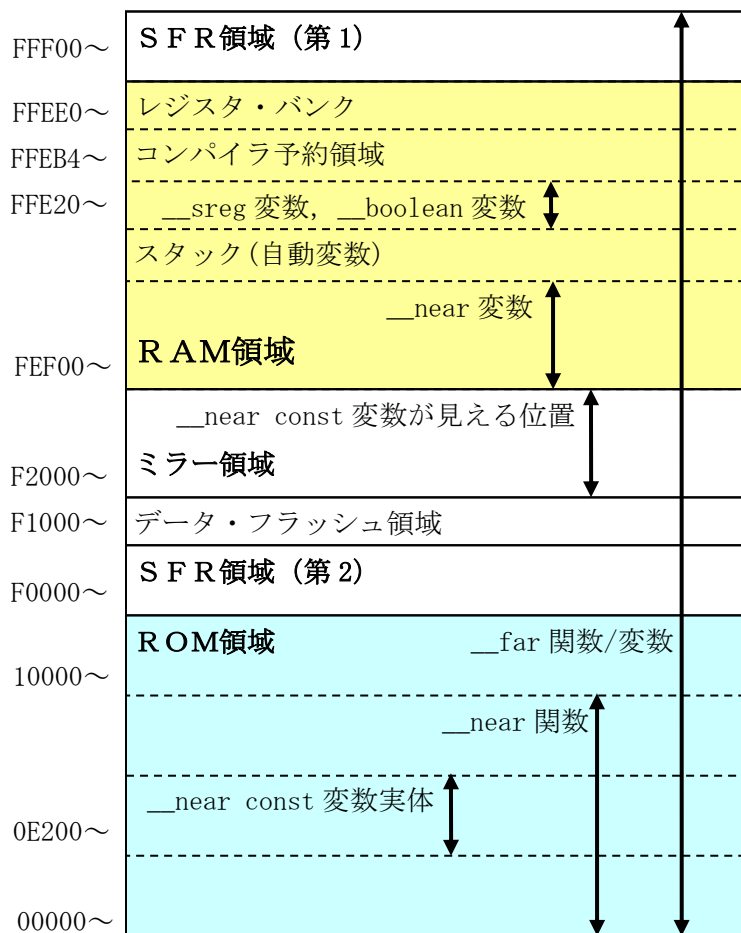 FFF00～
ＳＦＲ領域（第1）
FFEE0～
レジスタ・バンク
FFEB4～
コンパイラ予約領域
FFE20～
__sreg 変数, __boolean 変数
スタック(自動変数)
__near 変数
ＲＡＭ領域
FEF00～
__near const 変数が見える位置
ミラー領域
F2000～
F1000～
データ・フラッシュ領域
ＳＦＲ領域（第2）
F0000～
ＲＯＭ領域
__far 関数/変数
10000～
__near 関数
__near const 変数実体
0E200～
00000～